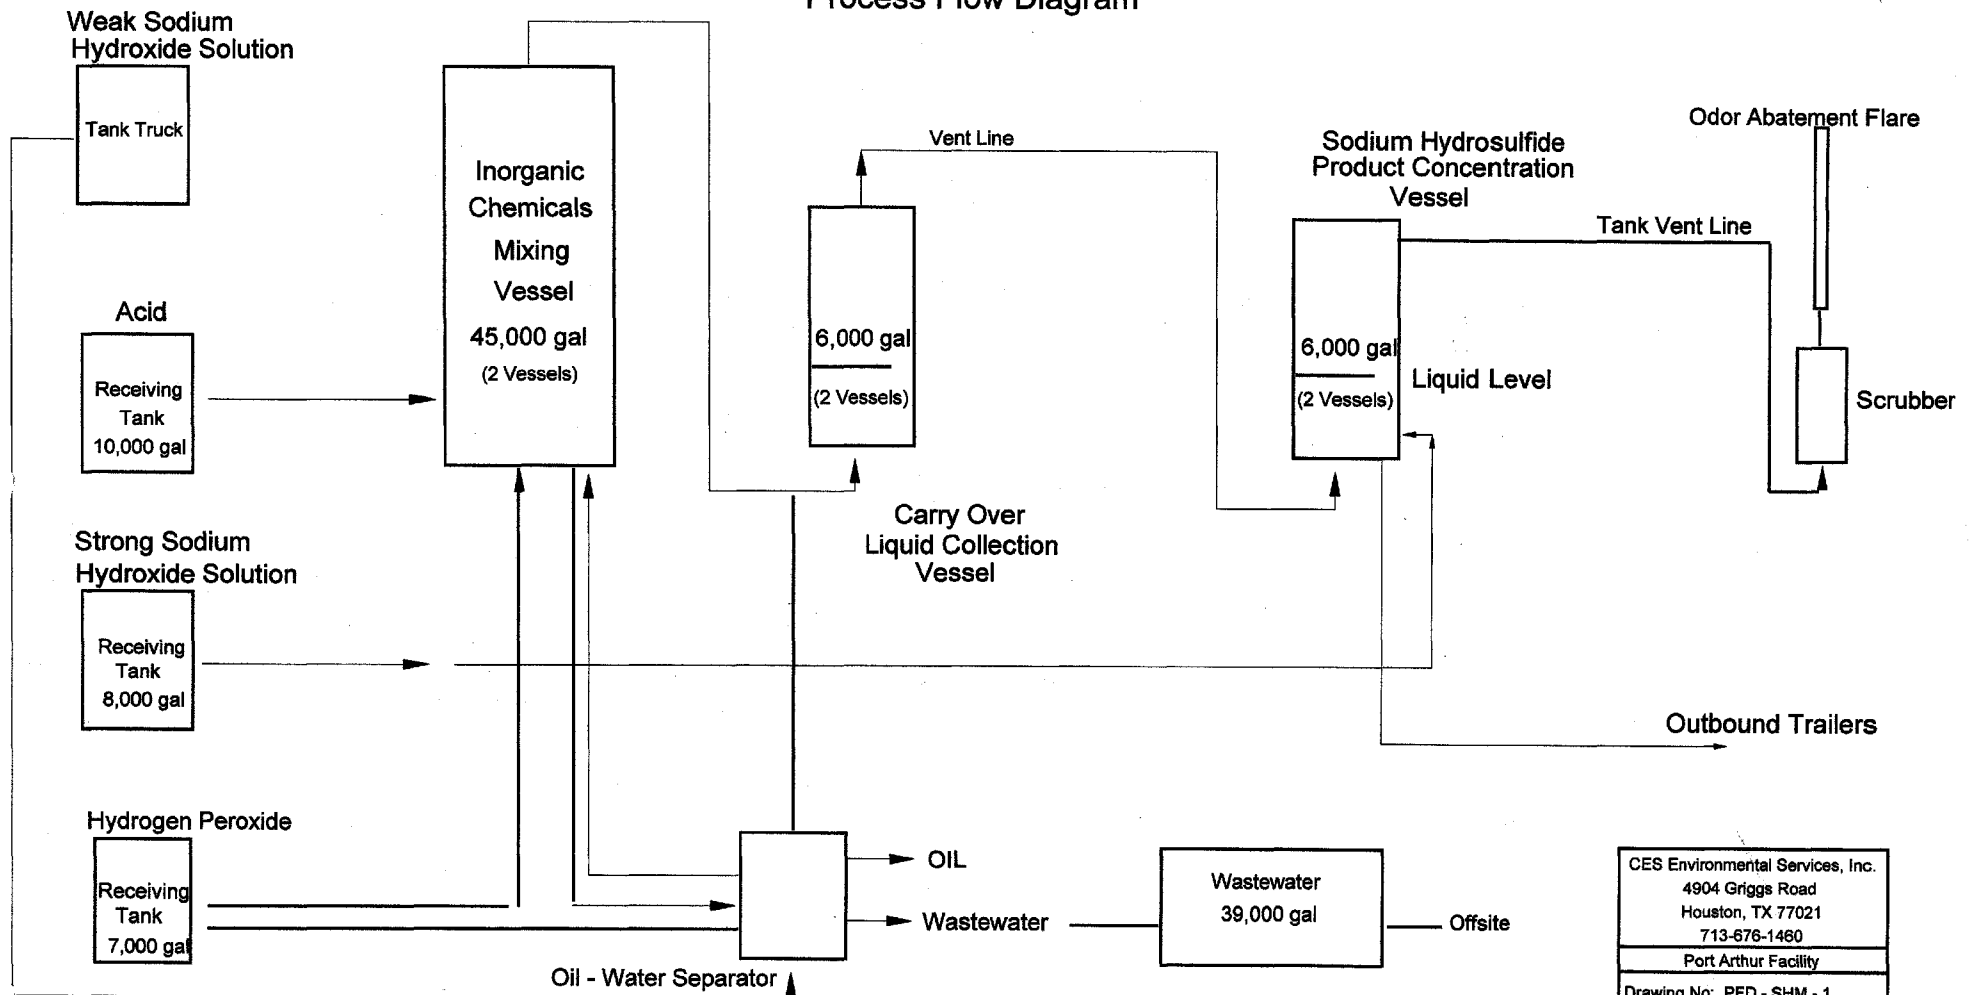 Process Flow Diagram
Weak Sodium
Hydroxide Solution
Tank Truck
Acid
Receiving
Tank
10,000 gal
Strong Sodium
Hydroxide Solution
Receiving
Tank
8,000 gal
Hydrogen Peroxide
Receiving
Tank
7,000 gal
Inorganic
Chemicals
Mixing
Vessel
45,000 gal
(2 Vessels)
6,000 gal
(2 Vessels)
Carry Over
Liquid Collection
Vessel
Vent Line
Sodium Hydrosulfide
Product Concentration
Vessel
6,000 gal
(2 Vessels)
Liquid Level
Tank Vent Line
Odor Abatement Flare
Scrubber
Outbound Trailers
OIL
Wastewater
Oil - Water Separator
Wastewater
39,000 gal
Offsite
CES Environmental Services, Inc.
4904 Griggs Road
Houston, TX 77021
713-676-1460
Port Arthur Facility
Drawing No: PFD - SHM - 1